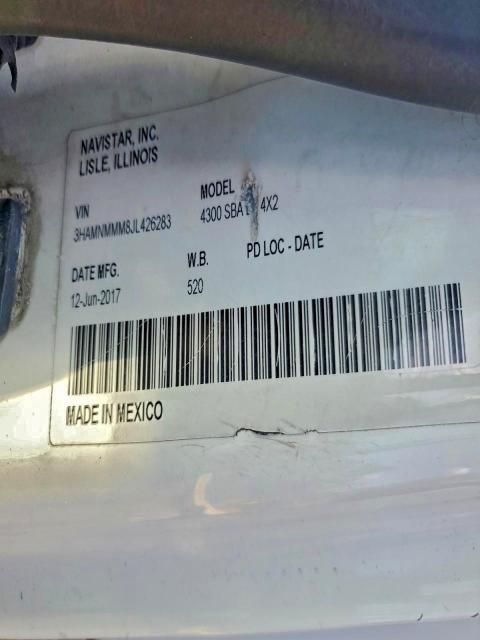 NAVISTAR, INC.
LISLE, ILLINOIS
VIN MODEL
3HAMNMMM8JL426283 4300 SBA 4X2
DATE MFG. W.B. PD LOC - DATE
12-Jun-2017 520
MADE IN MEXICO